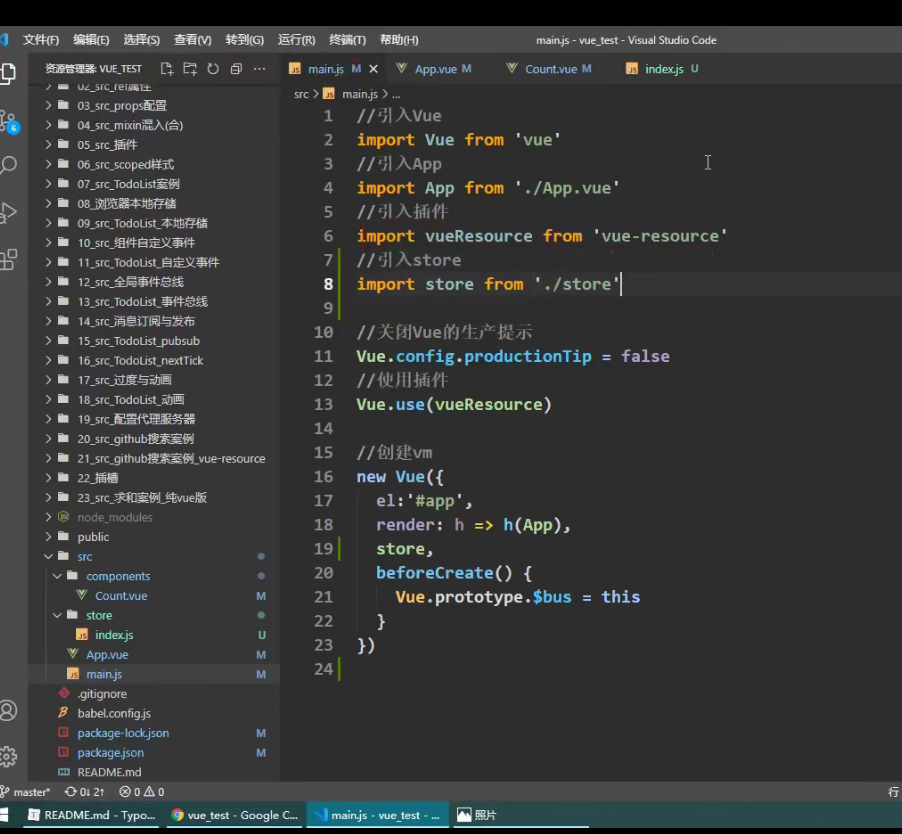 文件(F) 编辑(E) 选择(S) 查看(V) 转到(G) 运行(R) 终端(T) 帮助(H) main.js - vue_test - Visual Studio Code
资源管理器: VUE_TEST
main.js M App.vue M Count.vue M index.js U
src > main.js > ...
02_src_ref属性
03_src_props配置
04_src_mixin混入(合)
05_src_插件
06_src_scoped样式
07_src_TodoList案例
08_浏览器本地存储
09_src_TodoList_本地存储
10_src_组件自定义事件
11_src_TodoList_自定义事件
12_src_全局事件总线
13_src_TodoList_事件总线
14_src_消息订阅与发布
15_src_TodoList_pubsub
16_src_TodoList_nextTick
17_src_过度与动画
18_src_TodoList_动画
19_src_配置代理服务器
20_src_github搜索案例
21_src_github搜索案例_vue-resource
22_插槽
23_src_求和案例_纯vue版
node_modules
public
src
components
Count.vue M
store
index.js U
App.vue M
main.js M
.gitignore
babel.config.js
package-lock.json M
package.json M
README.md
1 //引入Vue
2 import Vue from 'vue'
3 //引入App
4 import App from './App.vue'
5 //引入插件
6 import vueResource from 'vue-resource'
7 //引入store
8 import store from './store'
9
10 //关闭Vue的生产提示
11 Vue.config.productionTip = false
12 //使用插件
13 Vue.use(vueResource)
14
15 //创建vm
16 new Vue({
17 el:'#app',
18 render: h => h(App),
19 store,
20 beforeCreate() {
21 Vue.prototype.$bus = this
22 }
23 })
24
6
master* 0↓ 2↑ 0 0 行
README.md - Typo... vue_test - Google C... main.js - vue_test - ... 照片